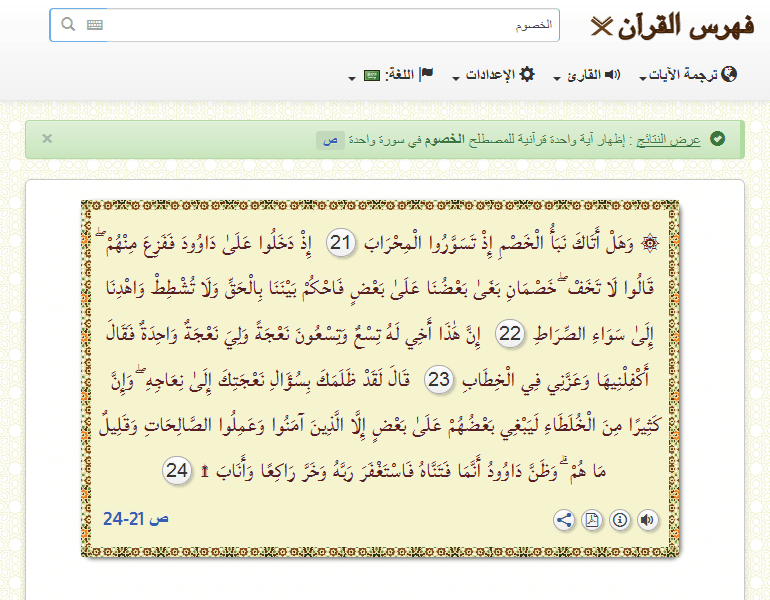 فهرس القرآن
الخصوم
ترجمة الآيات القارئ الإعدادات اللغة:
عرض النتائج : إظهار آية واحدة قرآنية للمصطلح الخصوم في سورة واحدة ص ×
۞ وَهَلْ أَتَاكَ نَبَأُ الْخَصْمِ إِذْ تَسَوَّرُوا الْمِحْرَابَ 21 إِذْ دَخَلُوا عَلَىٰ دَاوُودَ فَفَزِعَ مِنْهُمْ ۖ
قَالُوا لَا تَخَفْ ۖ خَصْمَانِ بَغَىٰ بَعْضُنَا عَلَىٰ بَعْضٍ فَاحْكُمْ بَيْنَنَا بِالْحَقِّ وَلَا تُشْطِطْ وَاهْدِنَا
إِلَىٰ سَوَاءِ الصِّرَاطِ 22 إِنَّ هَٰذَا أَخِي لَهُ تِسْعٌ وَتِسْعُونَ نَعْجَةً وَلِيَ نَعْجَةٌ وَاحِدَةٌ فَقَالَ
أَكْفِلْنِيهَا وَعَزَّنِي فِي الْخِطَابِ 23 قَالَ لَقَدْ ظَلَمَكَ بِسُؤَالِ نَعْجَتِكَ إِلَىٰ نِعَاجِهِ ۖ وَإِنَّ
كَثِيرًا مِنَ الْخُلَطَاءِ لَيَبْغِي بَعْضُهُمْ عَلَىٰ بَعْضٍ إِلَّا الَّذِينَ آمَنُوا وَعَمِلُوا الصَّالِحَاتِ وَقَلِيلٌ
مَا هُمْ ۗ وَظَنَّ دَاوُودُ أَنَّمَا فَتَنَّاهُ فَاسْتَغْفَرَ رَبَّهُ وَخَرَّ رَاكِعًا وَأَنَابَ ۩ 24
ص 21-24